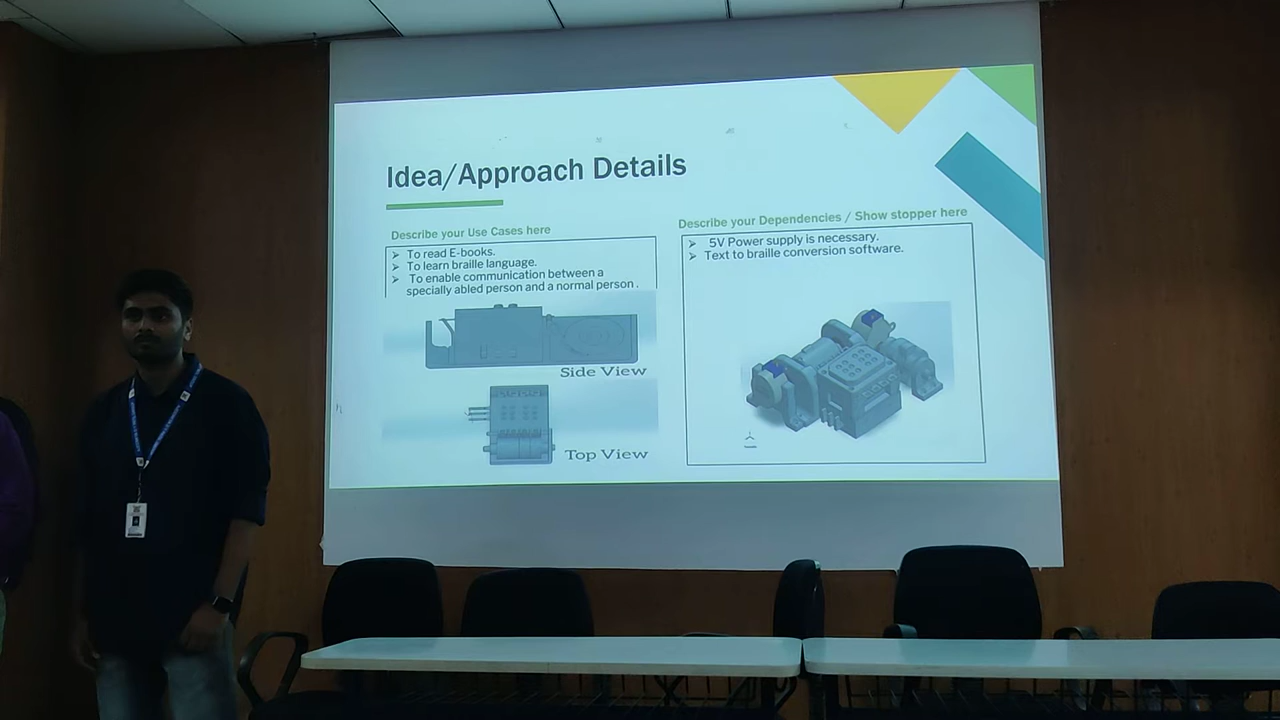 Idea/Approach Details
Describe your Use Cases here
➢ To read E-books.
➢ To learn braille language.
➢ To enable communication between a
specially abled person and a normal person .
Side View
Top View
Describe your Dependencies / Show stopper here
➢ 5V Power supply is necessary.
➢ Text to braille conversion software.